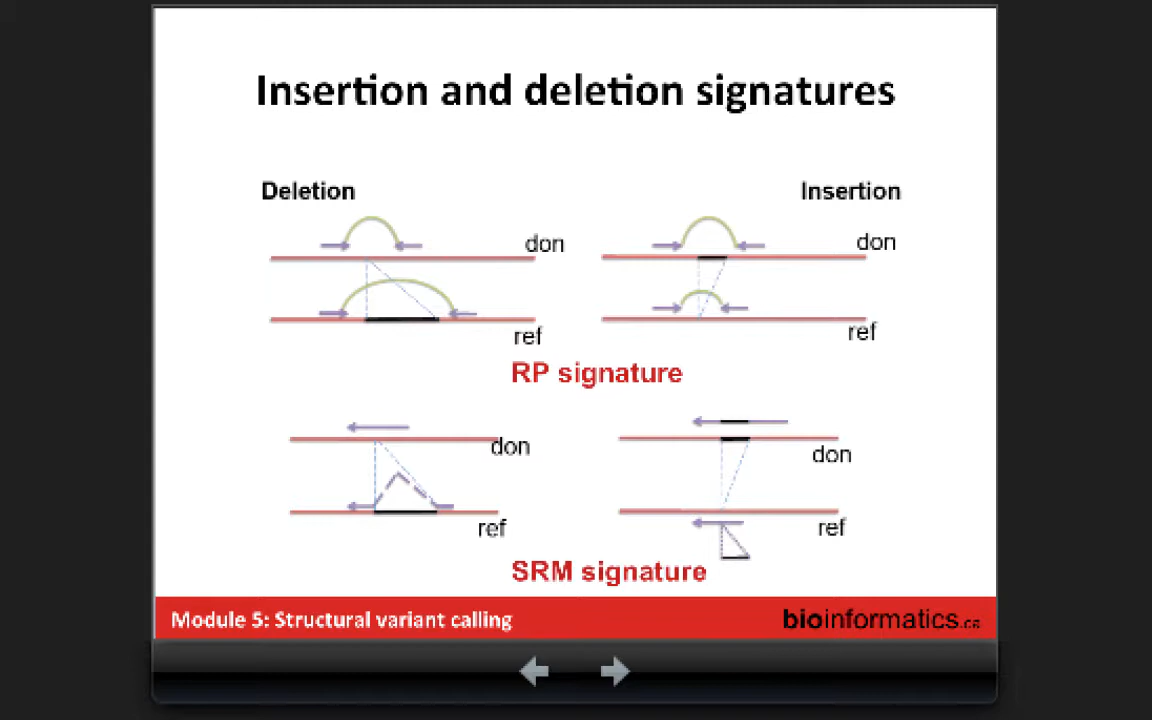 Insertion and deletion signatures
Deletion
Insertion
don
don
ref
ref
RP signature
don
don
ref
ref
SRM signature
Module 5: Structural variant calling
bioinformatics.ca